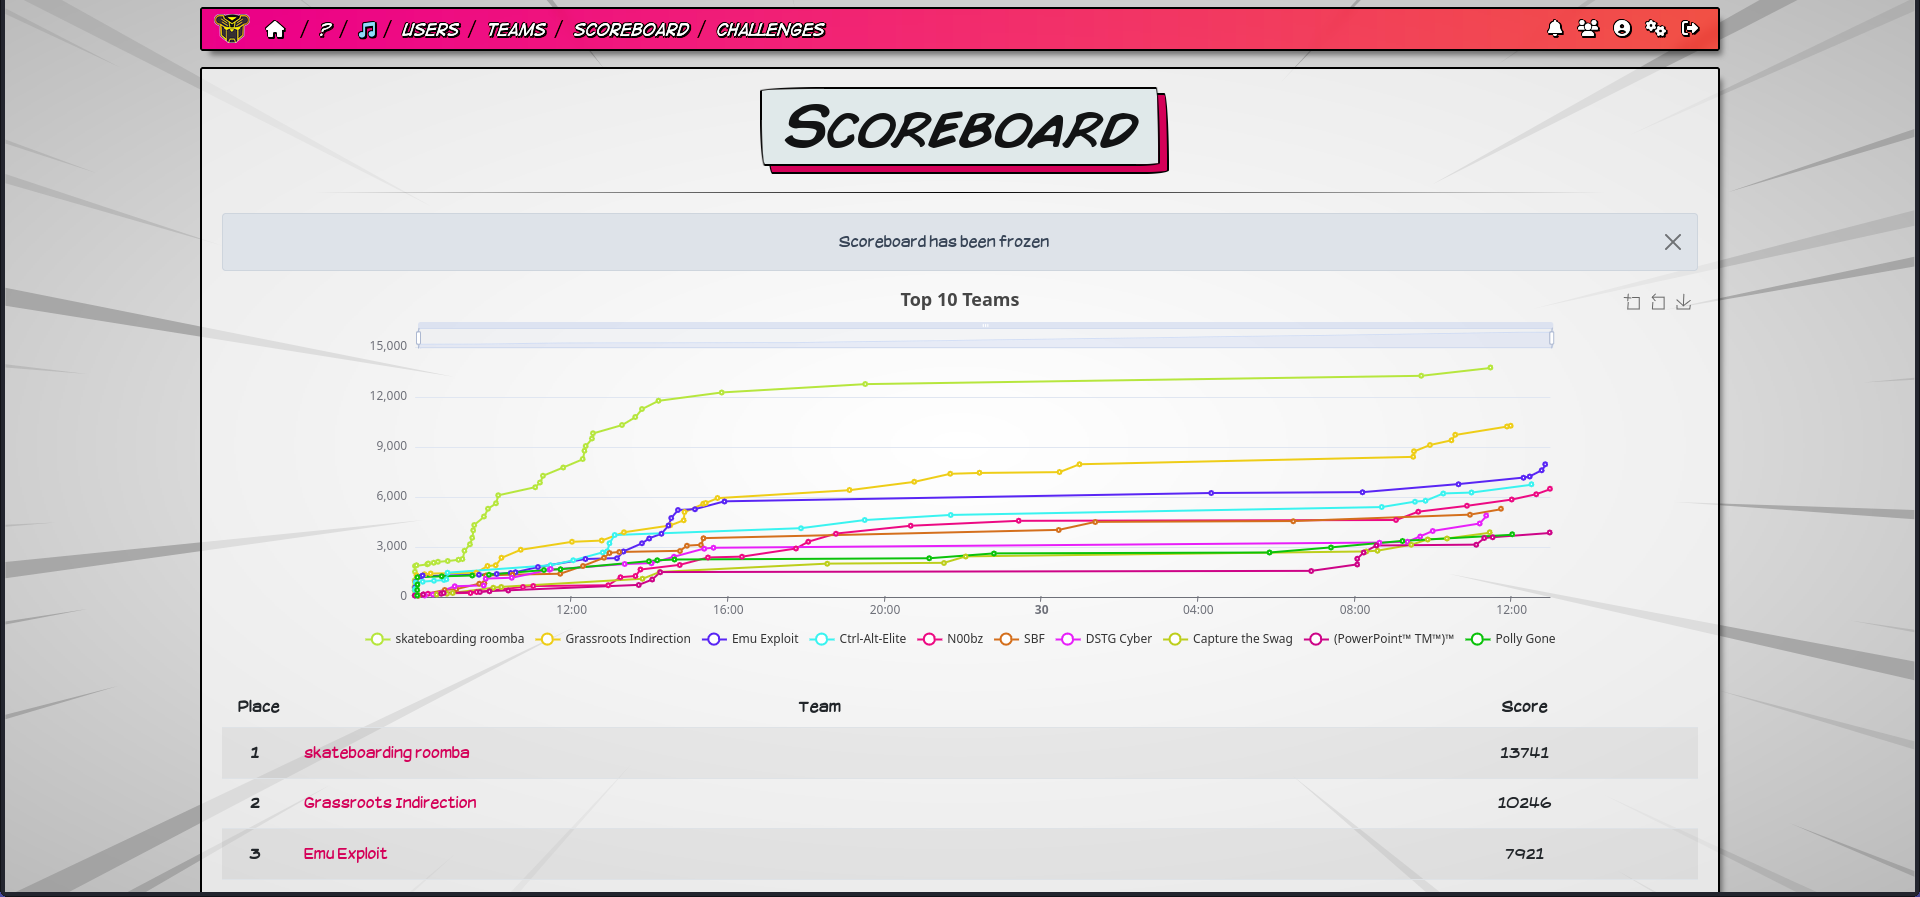 ? / / USERS / TEAMS / SCOREBOARD / CHALLENGES
SCOREBOARD
Scoreboard has been frozen
Top 10 Teams
15,000
12,000
9,000
6,000
3,000
0
12:00 16:00 20:00 30 04:00 08:00 12:00
skateboarding roomba Grassroots Indirection Emu Exploit Ctrl-Alt-Elite N00bz SBF DSTG Cyber Capture the Swag (PowerPoint™ TM™)™ Polly Gone
Place Team Score
1 skateboarding roomba 13741
2 Grassroots Indirection 10246
3 Emu Exploit 7921